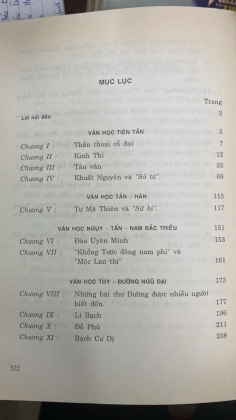 MỤC LỤC
Trang
Lời nói đầu 3
VĂN HỌC TIÊN TẦN 5
Chương I : Thần thoại cổ đại 7
Chương II : Kinh Thi 12
Chương III : Tản văn 35
Chương IV : Khuất Nguyên và "Sở từ". 68
VĂN HỌC TẦN - HÁN 115
Chương V : Tư Mã Thiên và "Sử kí". 117
VĂN HỌC NGỤY - TẤN - NAM BẮC TRIỀU 151
Chương VI : Đào Uyên Minh 153
Chương VII : "Khổng Tước đông nam phi" và
"Mộc Lan thi" 161
VĂN HỌC TÙY - ĐƯỜNG NGŨ ĐẠI 173
Chương VIII : Những bài thơ Đường được nhiều người
biết đến. 177
Chương IX : Lí Bạch 196
Chương X : Đỗ Phủ 211
Chương XI : Bạch Cư Dị 238
822